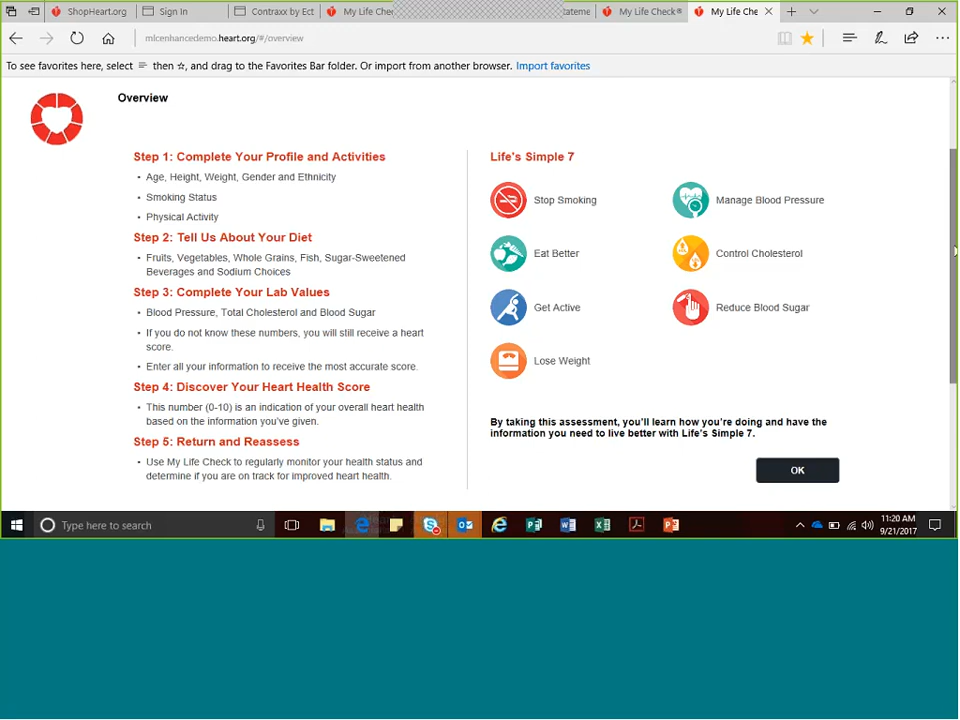 ShopHeart.org
Sign In
Contraxx by Ect
My Life Che
tateme
My Life Check®
My Life Che
mlcenhancedemo.heart.org/#/overview
To see favorites here, select then ☆, and drag to the Favorites Bar folder. Or import from another browser. Import favorites
Overview
Step 1: Complete Your Profile and Activities
• Age, Height, Weight, Gender and Ethnicity
• Smoking Status
• Physical Activity
Step 2: Tell Us About Your Diet
• Fruits, Vegetables, Whole Grains, Fish, Sugar-Sweetened
Beverages and Sodium Choices
Step 3: Complete Your Lab Values
• Blood Pressure, Total Cholesterol and Blood Sugar
• If you do not know these numbers, you will still receive a heart
score.
• Enter all your information to receive the most accurate score.
Step 4: Discover Your Heart Health Score
• This number (0-10) is an indication of your overall heart health
based on the information you've given.
Step 5: Return and Reassess
• Use My Life Check to regularly monitor your health status and
determine if you are on track for improved heart health.
Life's Simple 7
Stop Smoking
Manage Blood Pressure
Eat Better
Control Cholesterol
Get Active
Reduce Blood Sugar
Lose Weight
By taking this assessment, you'll learn how you're doing and have the
information you need to live better with Life's Simple 7.
OK
Type here to search
11:20 AM
9/21/2017